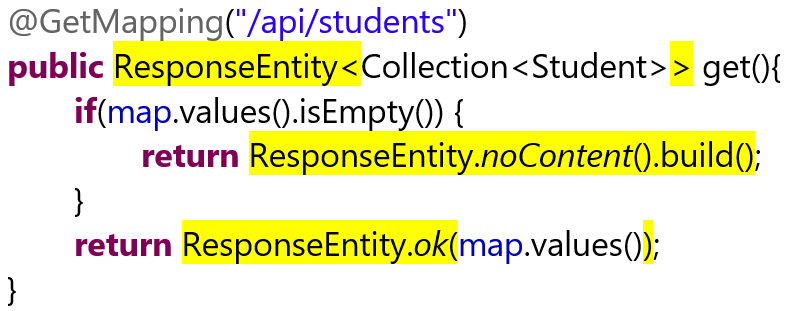 @GetMapping("/api/students")
public ResponseEntity<Collection<Student>> get(){
if(map.values().isEmpty()) {
return ResponseEntity.noContent().build();
}
return ResponseEntity.ok(map.values());
}